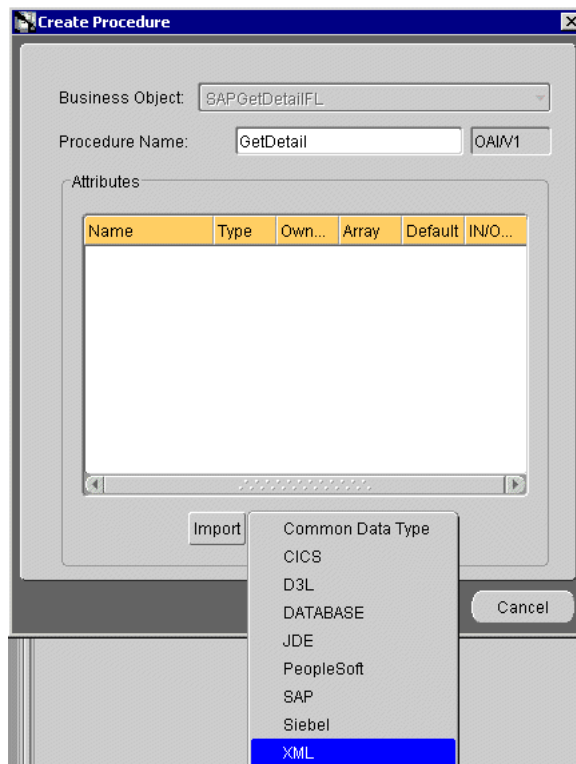 Create Procedure
Business Object: SAPGetDetailFL
Procedure Name: GetDetail OAI/V1
Attributes
Name Type Own... Array Default IN/O...
Import
Common Data Type
CICS
D3L
DATABASE
Cancel
JDE
PeopleSoft
SAP
Siebel
XML